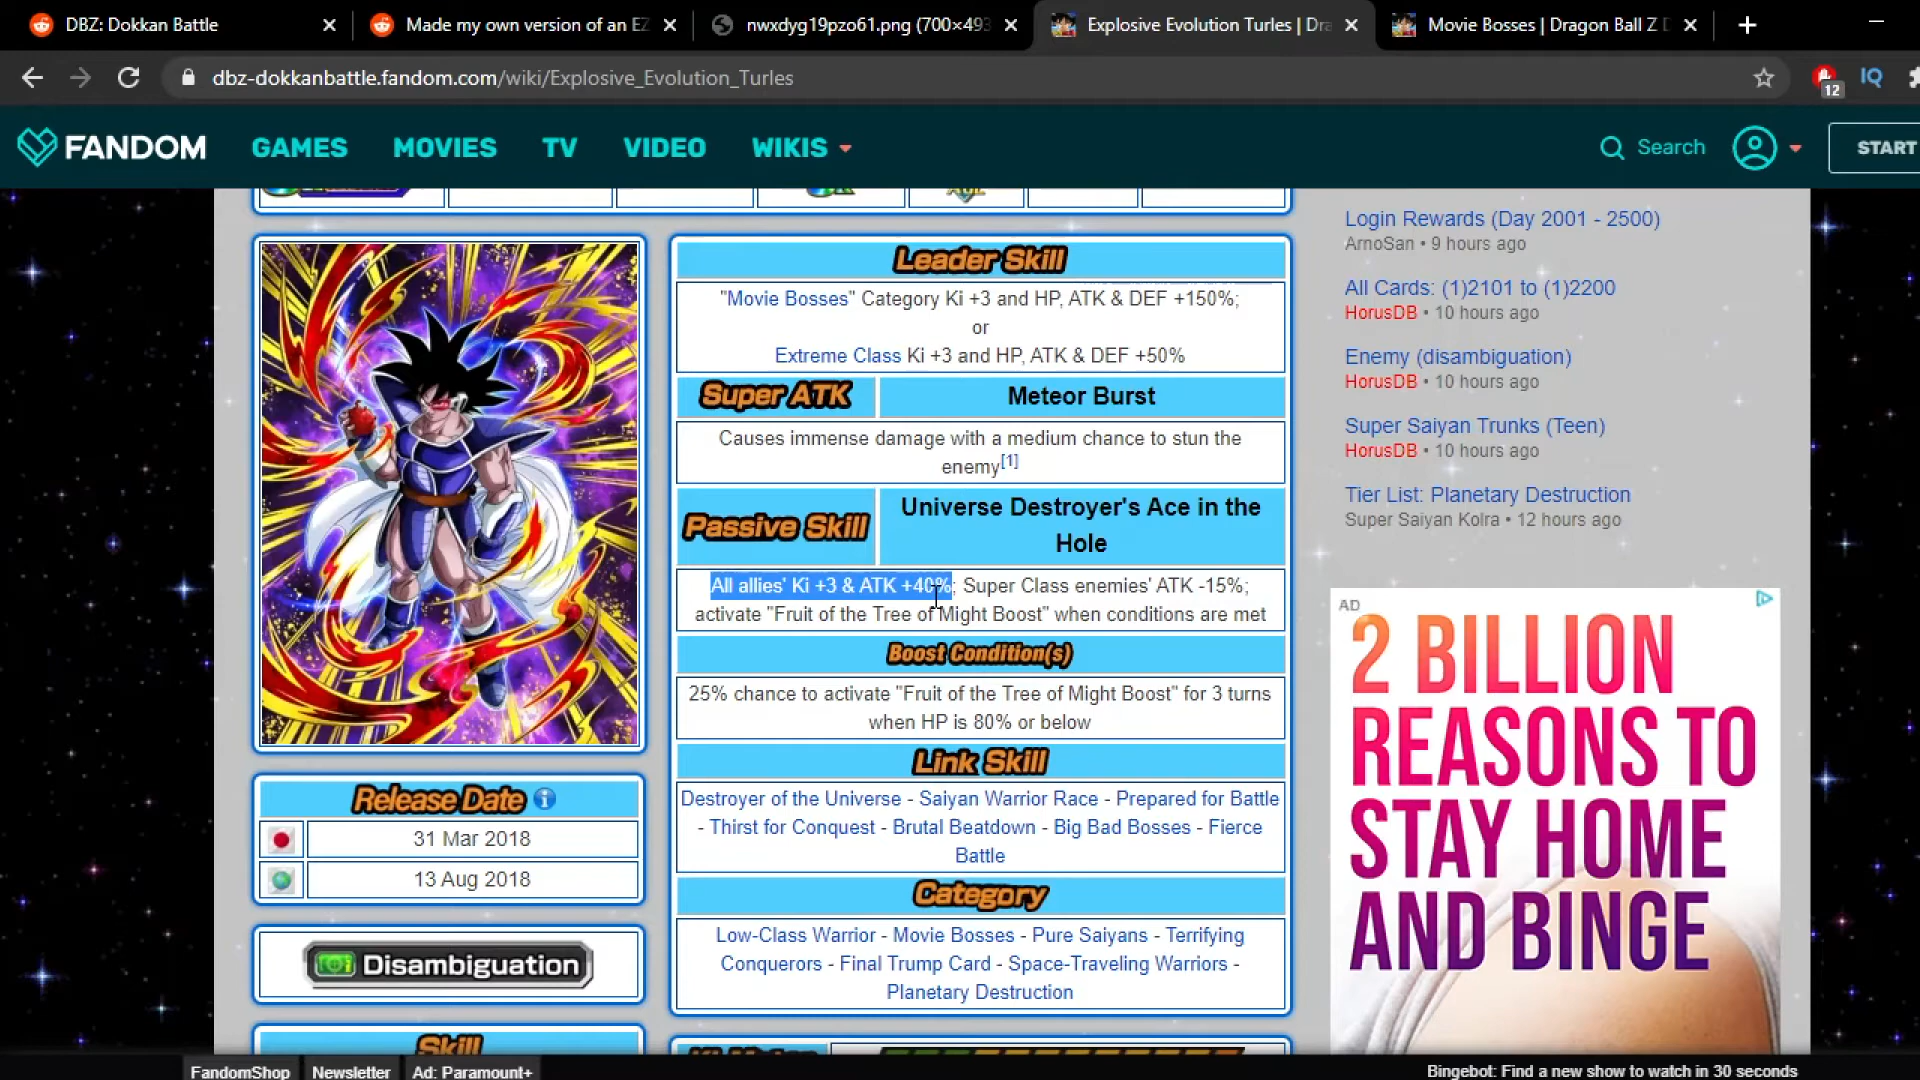 DBZ: Dokkan Battle
Made my own version of an EZ
nwxdyg19pzo61.png (700×493
Explosive Evolution Turles | Dra
Movie Bosses | Dragon Ball Z D
dbz-dokkanbattle.fandom.com/wiki/Explosive_Evolution_Turles
12
IQ
FANDOM
GAMES
MOVIES
TV
VIDEO
WIKIS
Search
START
Leader Skill
"Movie Bosses" Category Ki +3 and HP, ATK & DEF +150%;
or
Extreme Class Ki +3 and HP, ATK & DEF +50%
Super ATK
Meteor Burst
Causes immense damage with a medium chance to stun the
enemy[1]
Passive Skill
Universe Destroyer's Ace in the
Hole
All allies' Ki +3 & ATK +40%; Super Class enemies' ATK -15%;
activate "Fruit of the Tree of Might Boost" when conditions are met
Boost Condition(s)
25% chance to activate "Fruit of the Tree of Might Boost" for 3 turns
when HP is 80% or below
Link Skill
Destroyer of the Universe - Saiyan Warrior Race - Prepared for Battle
- Thirst for Conquest - Brutal Beatdown - Big Bad Bosses - Fierce
Battle
Category
Low-Class Warrior - Movie Bosses - Pure Saiyans - Terrifying
Conquerors - Final Trump Card - Space-Traveling Warriors -
Planetary Destruction
Release Date
31 Mar 2018
13 Aug 2018
Disambiguation
Skill
Login Rewards (Day 2001 - 2500)
ArnoSan • 9 hours ago
All Cards: (1)2101 to (1)2200
HorusDB • 10 hours ago
Enemy (disambiguation)
HorusDB • 10 hours ago
Super Saiyan Trunks (Teen)
HorusDB • 10 hours ago
Tier List: Planetary Destruction
Super Saiyan Kolra • 12 hours ago
AD
2 BILLION
REASONS TO
STAY HOME
AND BINGE
FandomShop
Newsletter
Ad: Paramount+
Bingebot: Find a new show to watch in 30 seconds